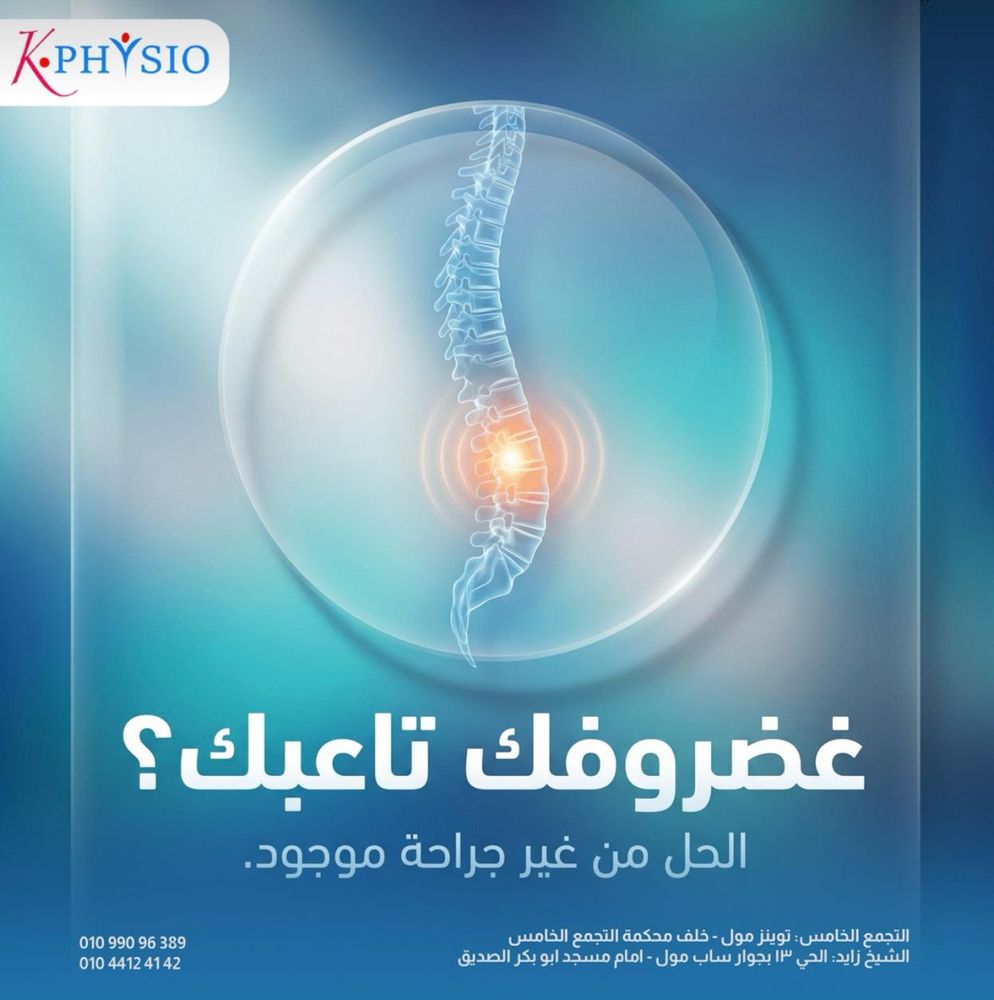 K•PHYSIO
غضروفك تاعبك؟
الحل من غير جراحة موجود.
التجمع الخامس: توينز مول - خلف محكمة التجمع الخامس
الشيخ زايد: الحي ١٣ بجوار ساب مول - امام مسجد ابو بكر الصديق
010 990 96 389
010 4412 41 42